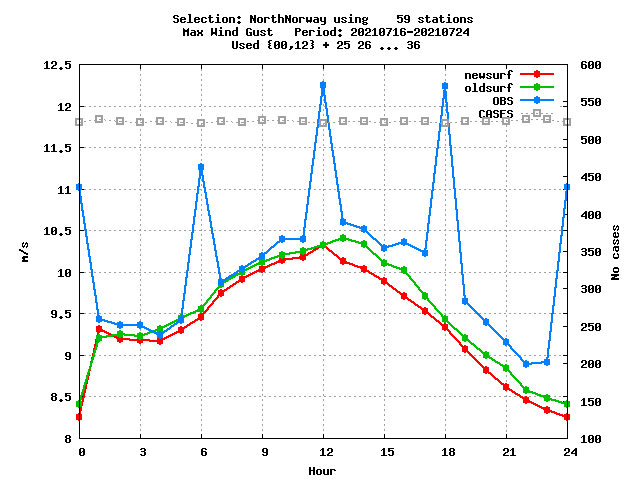 Selection: NorthNorway using    59 stations
Max Wind Gust   Period: 20210716-20210724
Used {00,12} + 25 26 ... 36
newsurf
oldsurf
OBS
CASES
m/s
12.5
12
11.5
11
10.5
10
9.5
9
8.5
8
600
550
500
450
400
350
300
250
200
150
100
No cases
0 3 6 9 12 15 18 21 24
Hour